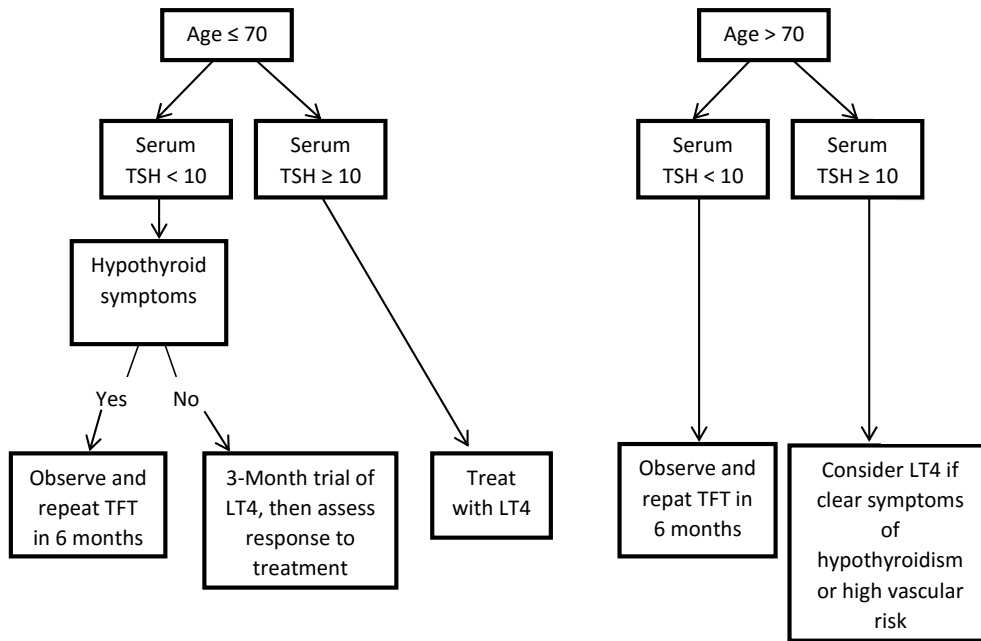 Age ≤ 70
Serum
TSH < 10
Serum
TSH ≥ 10
Hypothyroid
symptoms
Yes
No
Observe and
repeat TFT
in 6 months
3-Month trial of
LT4, then assess
response to
treatment
Treat
with LT4
Age > 70
Serum
TSH < 10
Serum
TSH ≥ 10
Observe and
repat TFT in
6 months
Consider LT4 if
clear symptoms
of
hypothyroidism
or high vascular
risk